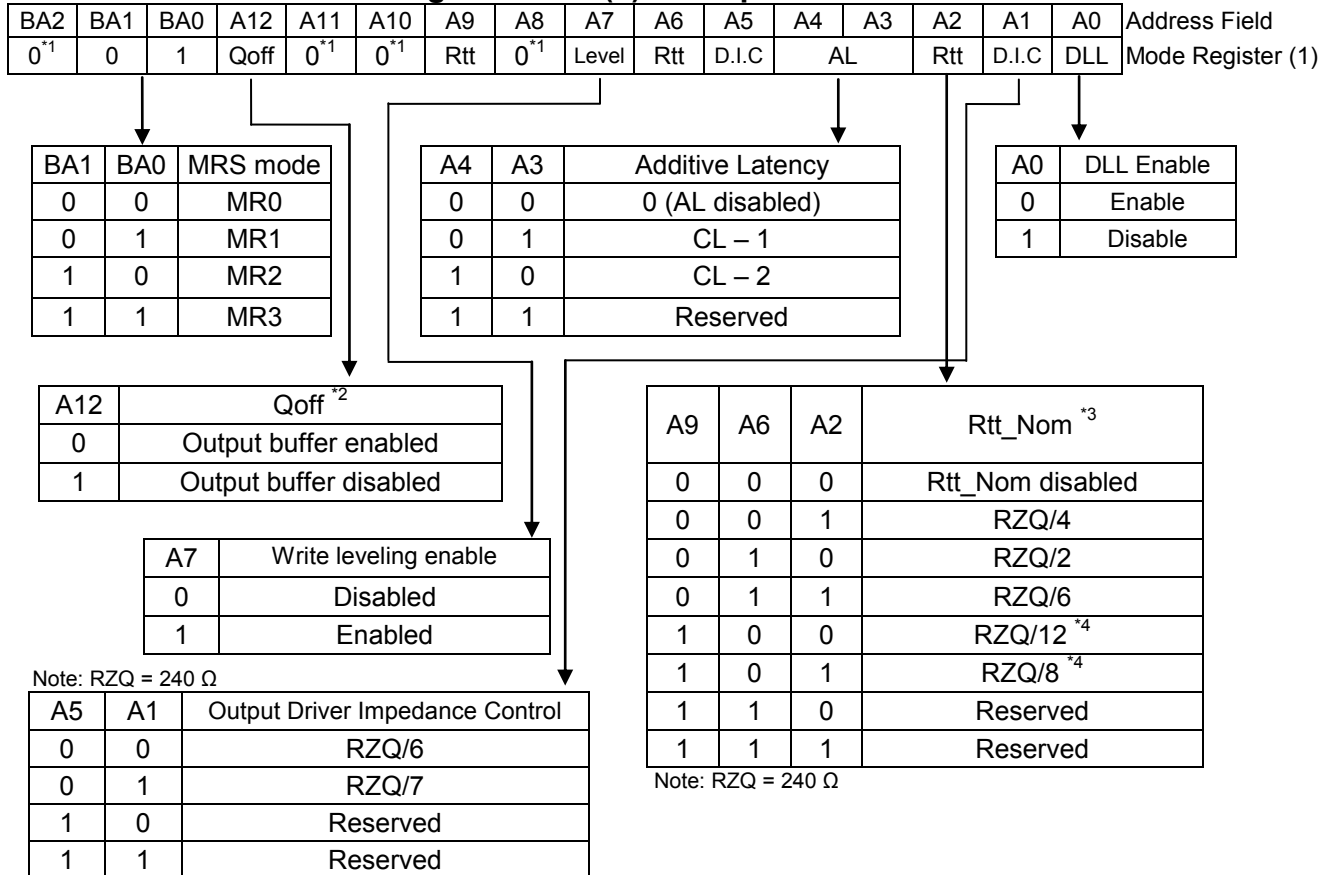 BA2 BA1 BA0 A12 A11 A10 A9 A8 A7 A6 A5 A4 A3 A2 A1 A0 Address Field
0*1 0 1 Qoff 0*1 0*1 Rtt 0*1 Level Rtt D.I.C AL Rtt D.I.C DLL Mode Register (1)
BA1 BA0 MRS mode
0 0 MR0
0 1 MR1
1 0 MR2
1 1 MR3
A4 A3 Additive Latency
0 0 0 (AL disabled)
0 1 CL – 1
1 0 CL – 2
1 1 Reserved
A0 DLL Enable
0 Enable
1 Disable
A12 Qoff *2
0 Output buffer enabled
1 Output buffer disabled
A7 Write leveling enable
0 Disabled
1 Enabled
Note: RZQ = 240 Ω
A5 A1 Output Driver Impedance Control
0 0 RZQ/6
0 1 RZQ/7
1 0 Reserved
1 1 Reserved
A9 A6 A2 Rtt_Nom *3
0 0 0 Rtt_Nom disabled
0 0 1 RZQ/4
0 1 0 RZQ/2
0 1 1 RZQ/6
1 0 0 RZQ/12 *4
1 0 1 RZQ/8 *4
1 1 0 Reserved
1 1 1 Reserved
Note: RZQ = 240 Ω